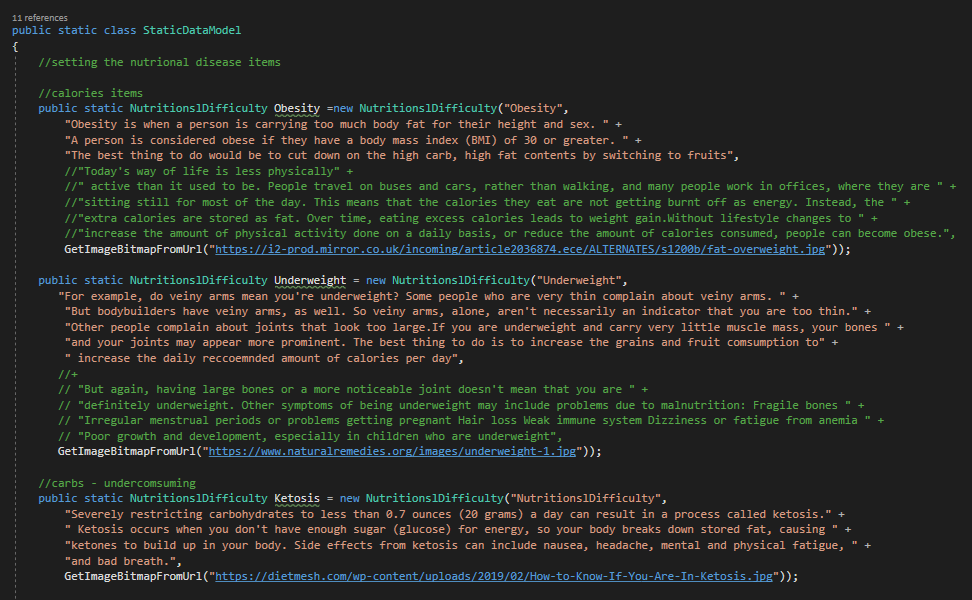 11 references
public static class StaticDataModel
{
//setting the nutrional disease items
//calories items
public static NutritionslDifficulty Obesity =new NutritionslDifficulty("Obesity",
"Obesity is when a person is carrying too much body fat for their height and sex. " +
"A person is considered obese if they have a body mass index (BMI) of 30 or greater. " +
"The best thing to do would be to cut down on the high carb, high fat contents by switching to fruits",
//"Today's way of life is less physically" +
//" active than it used to be. People travel on buses and cars, rather than walking, and many people work in offices, where they are " +
//"sitting still for most of the day. This means that the calories they eat are not getting burnt off as energy. Instead, the " +
//"extra calories are stored as fat. Over time, eating excess calories leads to weight gain.Without lifestyle changes to " +
//"increase the amount of physical activity done on a daily basis, or reduce the amount of calories consumed, people can become obese.",
GetImageBitmapFromUrl("https://i2-prod.mirror.co.uk/incoming/article2036874.ece/ALTERNATES/s1200b/fat-overweight.jpg"));
public static NutritionslDifficulty Underweight = new NutritionslDifficulty("Underweight",
"For example, do veiny arms mean you're underweight? Some people who are very thin complain about veiny arms. " +
"But bodybuilders have veiny arms, as well. So veiny arms, alone, aren't necessarily an indicator that you are too thin." +
"Other people complain about joints that look too large.If you are underweight and carry very little muscle mass, your bones " +
"and your joints may appear more prominent. The best thing to do is to increase the grains and fruit comsumption to" +
" increase the daily reccoemnded amount of calories per day",
//+
// "But again, having large bones or a more noticeable joint doesn't mean that you are " +
// "definitely underweight. Other symptoms of being underweight may include problems due to malnutrition: Fragile bones " +
// "Irregular menstrual periods or problems getting pregnant Hair loss Weak immune system Dizziness or fatigue from anemia " +
// "Poor growth and development, especially in children who are underweight",
GetImageBitmapFromUrl("https://www.naturalremedies.org/images/underweight-1.jpg"));
//carbs - undercomsuming
public static NutritionslDifficulty Ketosis = new NutritionslDifficulty("NutritionslDifficulty",
"Severely restricting carbohydrates to less than 0.7 ounces (20 grams) a day can result in a process called ketosis." +
" Ketosis occurs when you don't have enough sugar (glucose) for energy, so your body breaks down stored fat, causing " +
"ketones to build up in your body. Side effects from ketosis can include nausea, headache, mental and physical fatigue, " +
"and bad breath.",
GetImageBitmapFromUrl("https://dietmesh.com/wp-content/uploads/2019/02/How-to-Know-If-You-Are-In-Ketosis.jpg"));